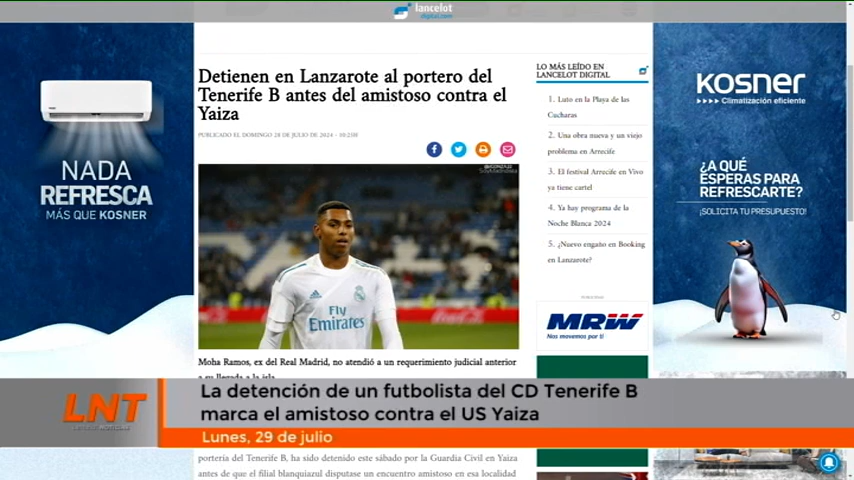 lancelot
digital.com
Detienen en Lanzarote al portero del
Tenerife B antes del amistoso contra el
Yaiza
PUBLICADO EL DOMINGO 28 DE JULIO DE 2024 - 10:25H
LO MÁS LEÍDO EN
LANCELOT DIGITAL
1. Luto en la Playa de las
Cucharas
2. Una obra nueva y un viejo
problema en Arrecife
3. El festival Arrecife en Vivo
ya tiene cartel
4. Ya hay programa de la
Noche Blanca 2024
5. ¿Nuevo engaño en Booking
en Lanzarote?
NADA
REFRESCA
MÁS QUE KOSNER
KOSNER
Climatización eficiente
¿A QUÉ
ESPERAS PARA
REFRESCARTE?
¡SOLICITA TU PRESUPUESTO!
Fly
Emirates
MRW
Nos movemos por ti
Moha Ramos, ex del Real Madrid, no atendió a un requerimiento judicial anterior
a su llegada a la isla
LNT
La detención de un futbolista del CD Tenerife B
marca el amistoso contra el US Yaiza
Lunes, 29 de julio
portería del Tenerife B, ha sido detenido este sábado por la Guardia Civil en Yaiza
antes de que el filial blanquiazul disputase un encuentro amistoso en esa localidad